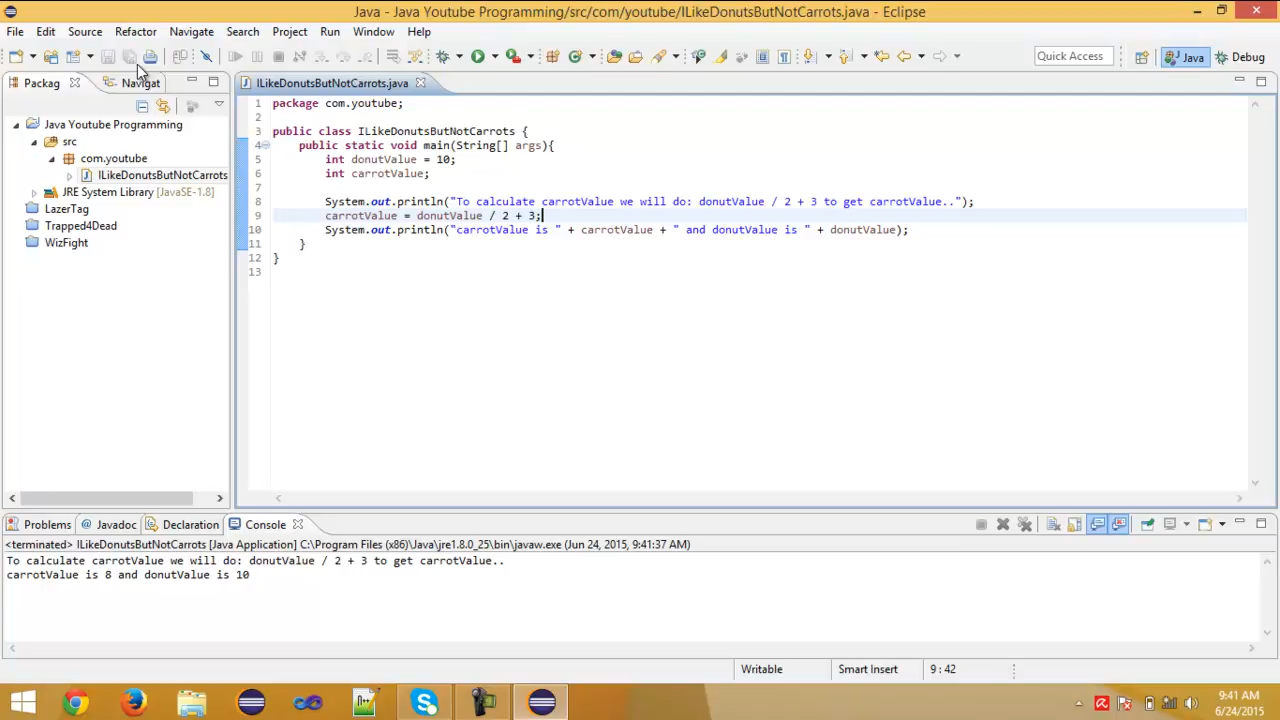 Java - Java Youtube Programming/src/com/youtube/ILikeDonutsButNotCarrots.java - Eclipse
File Edit Source Refactor Navigate Search Project Run Window Help
Quick Access Java Debug
Packag Navigat
Java Youtube Programming
src
com.youtube
ILikeDonutsButNotCarrots
JRE System Library [JavaSE-1.8]
LazerTag
Trapped4Dead
WizFight
ILikeDonutsButNotCarrots.java
1 package com.youtube;
2
3 public class ILikeDonutsButNotCarrots {
4 public static void main(String[] args){
5 int donutValue = 10;
6 int carrotValue;
7
8 System.out.println("To calculate carrotValue we will do: donutValue / 2 + 3 to get carrotValue..");
9 carrotValue = donutValue / 2 + 3;
10 System.out.println("carrotValue is " + carrotValue + " and donutValue is " + donutValue);
11 }
12 }
13
Problems @ Javadoc Declaration Console
<terminated> ILikeDonutsButNotCarrots [Java Application] C:\Program Files (x86)\Java\jre1.8.0_25\bin\javaw.exe (Jun 24, 2015, 9:41:37 AM)
To calculate carrotValue we will do: donutValue / 2 + 3 to get carrotValue..
carrotValue is 8 and donutValue is 10
Writable Smart Insert 9 : 42
9:41 AM
6/24/2015